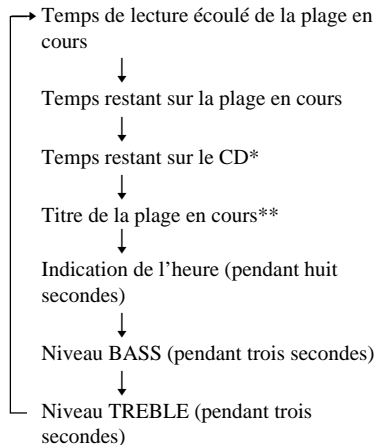 Temps de lecture écoulé de la plage en
cours
Temps restant sur la plage en cours
Temps restant sur le CD*
Titre de la plage en cours**
Indication de l’heure (pendant huit
secondes)
Niveau BASS (pendant trois secondes)
Niveau TREBLE (pendant trois
secondes)